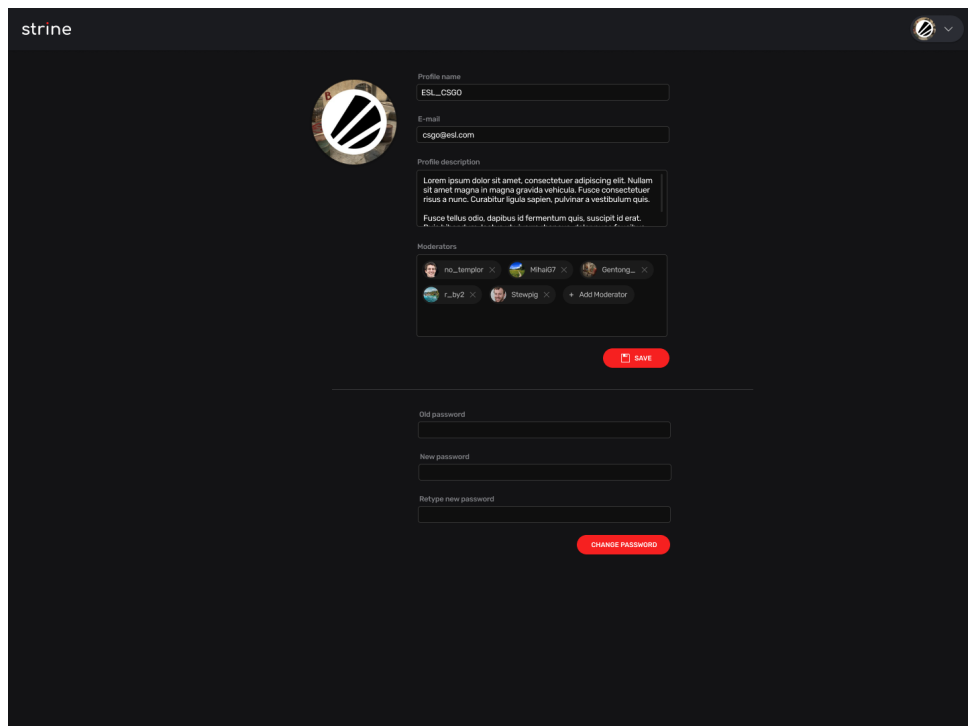 strine
Profile name
ESL_CSGO
E-mail
csgo@esl.com
Profile description
Lorem ipsum dolor sit amet, consectetuer adipiscing elit. Nullam
sit amet magna in magna gravida vehicula. Fusce consectetuer
risus a nunc. Curabitur ligula sapien, pulvinar a vestibulum quis.
Fusce tellus odio, dapibus id fermentum quis, suscipit id erat.
Moderators
no_templor MihaiG7 Gentong_
r_by2 Stewpig + Add Moderator
SAVE
Old password
New password
Retype new password
CHANGE PASSWORD